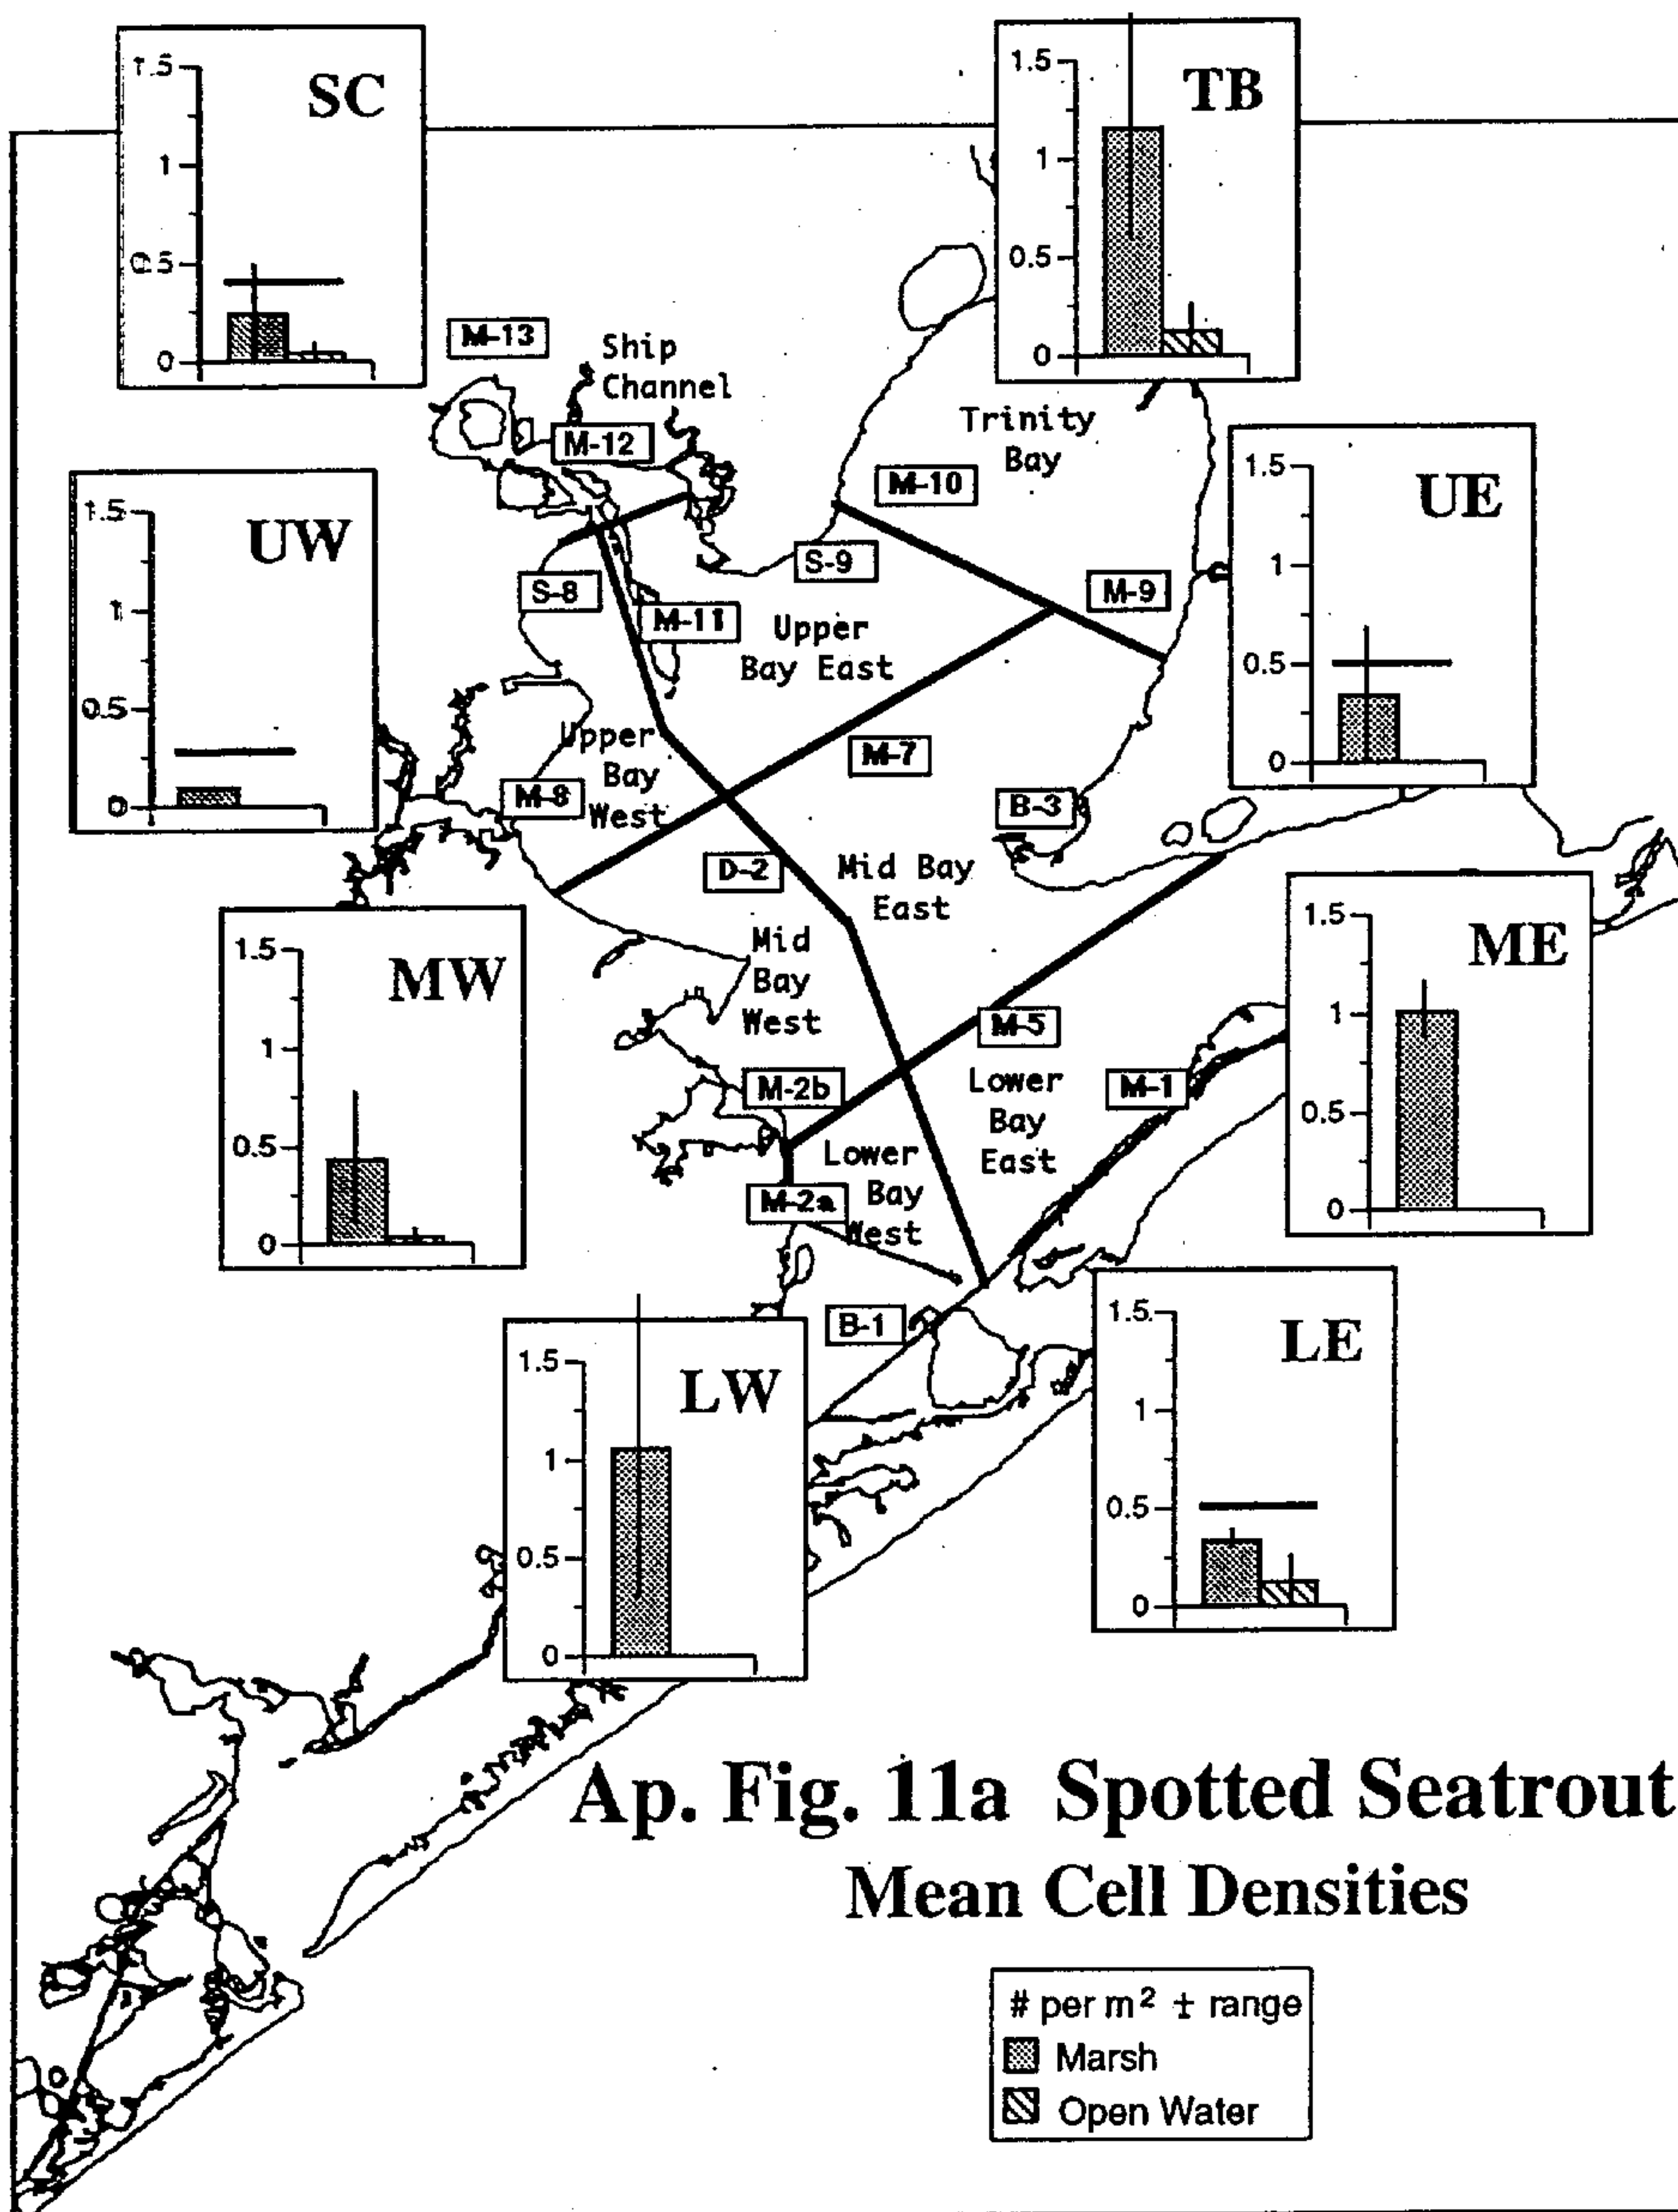 SC
1.5
1
0.5
0
TB
1.5
1
0.5
0
M-13
Ship
Channel
M-12
Trinity
Bay
M-10
UE
1.5
1
0.5
0
UW
1.5
1
0.5
0
S-9
S-8
M-9
M-11
Upper
Bay East
Upper
Bay
West
M-7
M-8
B-3
D-2
Mid Bay
East
MW
1.5
1
0.5
0
Mid
Bay
West
ME
1.5
1
0.5
0
M-5
M-2b
Lower
Bay
East
M-1
Lower
Bay
West
M-2a
B-1
LW
1.5
1
0.5
0
LE
1.5
1
0.5
0
Ap. Fig. 11a Spotted Seatrout
Mean Cell Densities
# per m² ± range
Marsh
Open Water